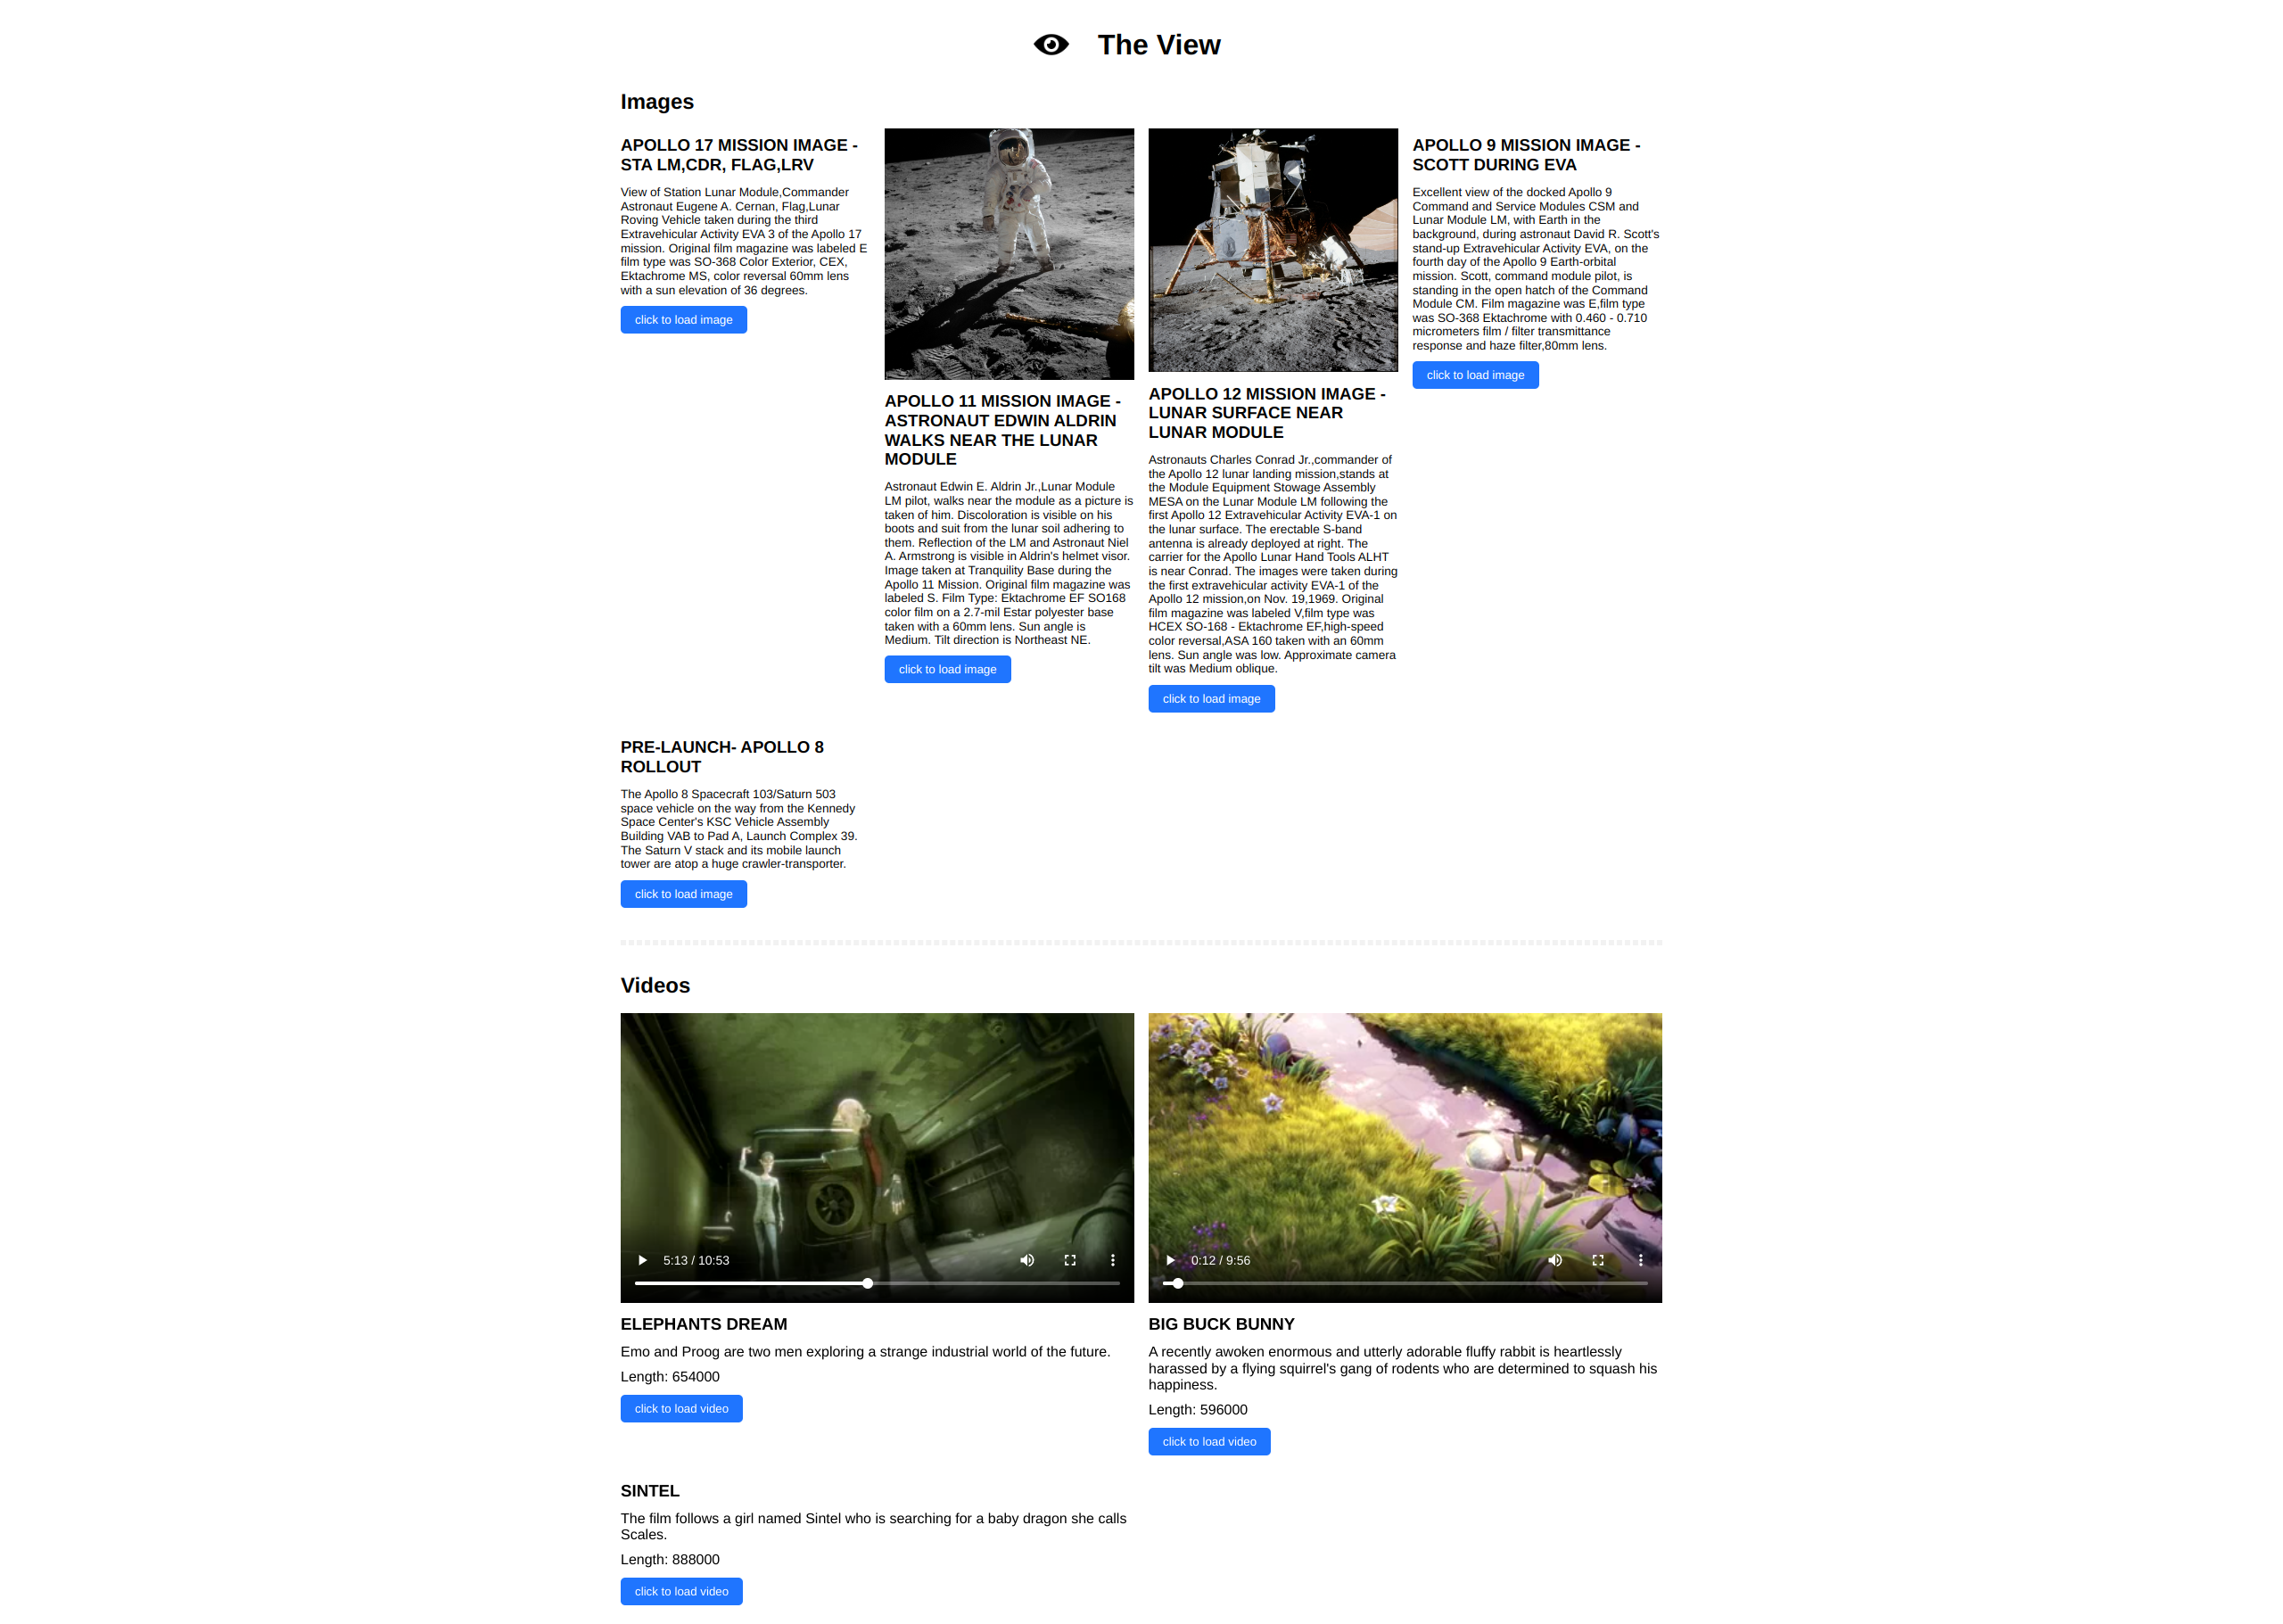 The View
Images
APOLLO 17 MISSION IMAGE -
STA LM,CDR, FLAG,LRV
View of Station Lunar Module,Commander
Astronaut Eugene A. Cernan, Flag,Lunar
Roving Vehicle taken during the third
Extravehicular Activity EVA 3 of the Apollo 17
mission. Original film magazine was labeled E
film type was SO-368 Color Exterior, CEX,
Ektachrome MS, color reversal 60mm lens
with a sun elevation of 36 degrees.
click to load image
APOLLO 11 MISSION IMAGE -
ASTRONAUT EDWIN ALDRIN
WALKS NEAR THE LUNAR
MODULE
Astronaut Edwin E. Aldrin Jr.,Lunar Module
LM pilot, walks near the module as a picture is
taken of him. Discoloration is visible on his
boots and suit from the lunar soil adhering to
them. Reflection of the LM and Astronaut Niel
A. Armstrong is visible in Aldrin's helmet visor.
Image taken at Tranquility Base during the
Apollo 11 Mission. Original film magazine was
labeled S. Film Type: Ektachrome EF SO168
color film on a 2.7-mil Estar polyester base
taken with a 60mm lens. Sun angle is
Medium. Tilt direction is Northeast NE.
click to load image
APOLLO 12 MISSION IMAGE -
LUNAR SURFACE NEAR
LUNAR MODULE
Astronauts Charles Conrad Jr.,commander of
the Apollo 12 lunar landing mission,stands at
the Module Equipment Stowage Assembly
MESA on the Lunar Module LM following the
first Apollo 12 Extravehicular Activity EVA-1 on
the lunar surface. The erectable S-band
antenna is already deployed at right. The
carrier for the Apollo Lunar Hand Tools ALHT
is near Conrad. The images were taken during
the first extravehicular activity EVA-1 of the
Apollo 12 mission,on Nov. 19,1969. Original
film magazine was labeled V,film type was
HCEX SO-168 - Ektachrome EF,high-speed
color reversal,ASA 160 taken with an 60mm
lens. Sun angle was low. Approximate camera
tilt was Medium oblique.
click to load image
APOLLO 9 MISSION IMAGE -
SCOTT DURING EVA
Excellent view of the docked Apollo 9
Command and Service Modules CSM and
Lunar Module LM, with Earth in the
background, during astronaut David R. Scott's
stand-up Extravehicular Activity EVA, on the
fourth day of the Apollo 9 Earth-orbital
mission. Scott, command module pilot, is
standing in the open hatch of the Command
Module CM. Film magazine was E,film type
was SO-368 Ektachrome with 0.460 - 0.710
micrometers film / filter transmittance
response and haze filter,80mm lens.
click to load image
PRE-LAUNCH- APOLLO 8
ROLLOUT
The Apollo 8 Spacecraft 103/Saturn 503
space vehicle on the way from the Kennedy
Space Center's KSC Vehicle Assembly
Building VAB to Pad A, Launch Complex 39.
The Saturn V stack and its mobile launch
tower are atop a huge crawler-transporter.
click to load image
Videos
5:13 / 10:53
ELEPHANTS DREAM
Emo and Proog are two men exploring a strange industrial world of the future.
Length: 654000
click to load video
0:12 / 9:56
BIG BUCK BUNNY
A recently awoken enormous and utterly adorable fluffy rabbit is heartlessly
harassed by a flying squirrel's gang of rodents who are determined to squash his
happiness.
Length: 596000
click to load video
SINTEL
The film follows a girl named Sintel who is searching for a baby dragon she calls
Scales.
Length: 888000
click to load video